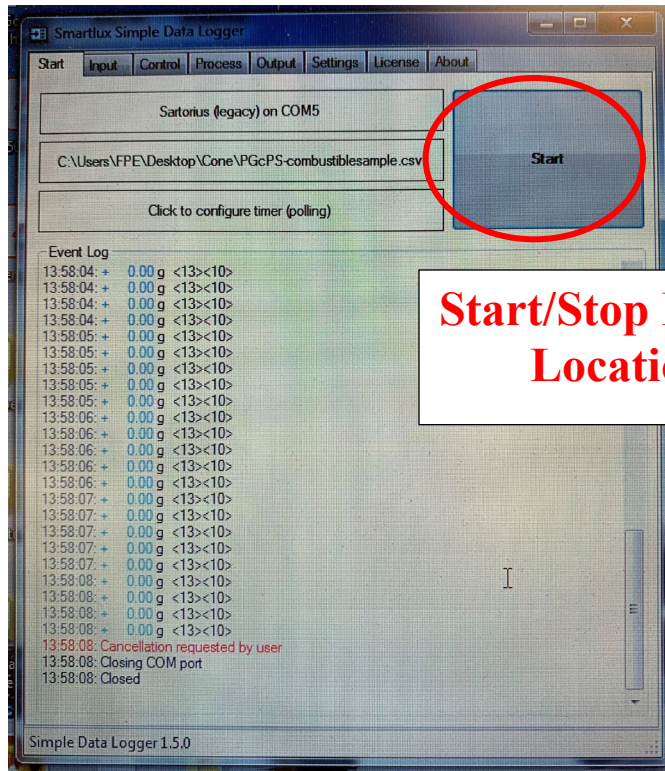 Smartlux Simple Data Logger
Start Input Control Process Output Settings License About
Sartorius (legacy) on COM5
C:\Users\FPE\Desktop\Cone\PGcPS-combustiblesample.csv
Start
Click to configure timer (polling)
Event Log
13:58:04: + 0.00 g <13><10>
13:58:04: + 0.00 g <13><10>
13:58:04: + 0.00 g <13><10>
13:58:04: + 0.00 g <13><10>
13:58:05: + 0.00 g <13><10>
13:58:05: + 0.00 g <13><10>
13:58:05: + 0.00 g <13><10>
13:58:05: + 0.00 g <13><10>
13:58:05: + 0.00 g <13><10>
13:58:06: + 0.00 g <13><10>
13:58:06: + 0.00 g <13><10>
13:58:06: + 0.00 g <13><10>
13:58:06: + 0.00 g <13><10>
13:58:06: + 0.00 g <13><10>
13:58:07: + 0.00 g <13><10>
13:58:07: + 0.00 g <13><10>
13:58:07: + 0.00 g <13><10>
13:58:07: + 0.00 g <13><10>
13:58:07: + 0.00 g <13><10>
13:58:08: + 0.00 g <13><10>
13:58:08: + 0.00 g <13><10>
13:58:08: + 0.00 g <13><10>
13:58:08: + 0.00 g <13><10>
13:58:08: Cancellation requested by user
13:58:08: Closing COM port
13:58:08: Closed
Start/Stop
Locati
Simple Data Logger 1.5.0